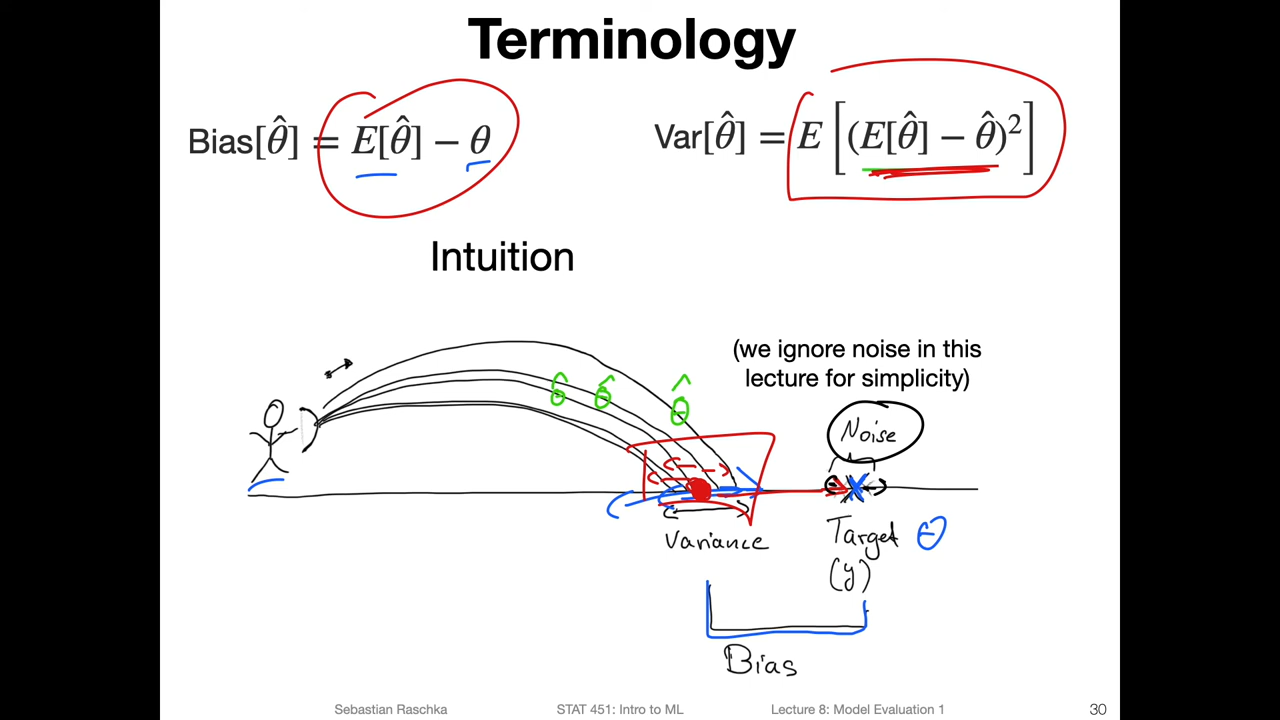 Terminology
Bias[θ̂] = E[θ̂] − θ
Var[θ̂] = E[(E[θ̂] − θ̂)²]
Intuition
(we ignore noise in this
lecture for simplicity)
θ̂ θ̂ θ̂
Noise
Variance
Target θ
(y)
Bias
Sebastian Raschka STAT 451: Intro to ML Lecture 8: Model Evaluation 1 30